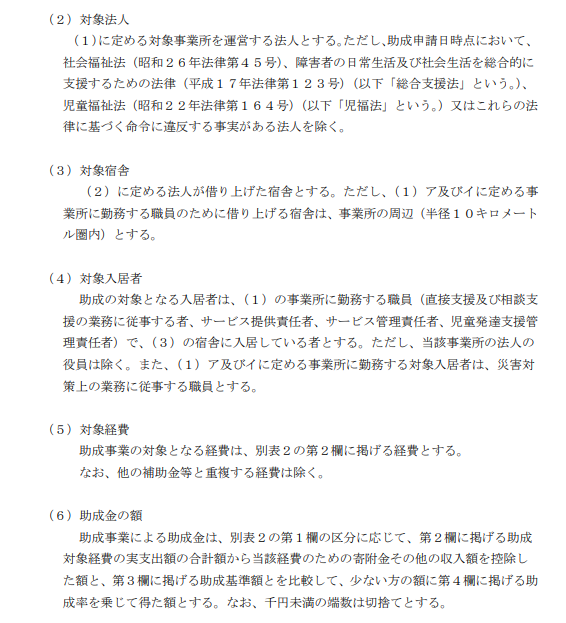 （２）対象法人
（１）に定める対象事業所を運営する法人とする。ただし、助成申請日時点において、
社会福祉法（昭和２６年法律第４５号）、障害者の日常生活及び社会生活を総合的に
支援するための法律（平成１７年法律第１２３号）（以下「総合支援法」という。）、
児童福祉法（昭和２２年法律第１６４号）（以下「児福法」という。）又はこれらの法
律に基づく命令に違反する事実がある法人を除く。
（３）対象宿舎
（２）に定める法人が借り上げた宿舎とする。ただし、（１）ア及びイに定める事
業所に勤務する職員のために借り上げる宿舎は、事業所の周辺（半径１０キロメート
ル圏内）とする。
（４）対象入居者
助成の対象となる入居者は、（１）の事業所に勤務する職員（直接支援及び相談支
援の業務に従事する者、サービス提供責任者、サービス管理責任者、児童発達支援管
理責任者）で、（３）の宿舎に入居している者とする。ただし、当該事業所の法人の
役員は除く。また、（１）ア及びイに定める事業所に勤務する対象入居者は、災害対
策上の業務に従事する職員とする。
（５）対象経費
助成事業の対象となる経費は、別表２の第２欄に掲げる経費とする。
なお、他の補助金等と重複する経費は除く。
（６）助成金の額
助成事業による助成金は、別表２の第１欄の区分に応じて、第２欄に掲げる助成
対象経費の実支出額の合計額から当該経費のための寄附金その他の収入額を控除し
た額と、第３欄に掲げる助成基準額とを比較して、少ない方の額に第４欄に掲げる助
成率を乗じて得た額とする。なお、千円未満の端数は切捨てとする。